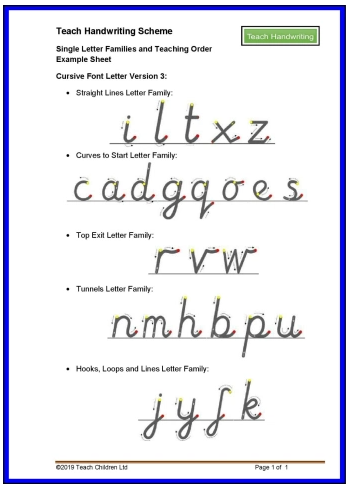 Teach Handwriting Scheme
Teach Handwriting
Single Letter Families and Teaching Order
Example Sheet
Cursive Font Letter Version 3:
• Straight Lines Letter Family:
i l t x z
• Curves to Start Letter Family:
c a d g q o e s
• Top Exit Letter Family:
r v w
• Tunnels Letter Family:
n m h b p u
• Hooks, Loops and Lines Letter Family:
j y f k
©2019 Teach Children Ltd Page 1 of 1